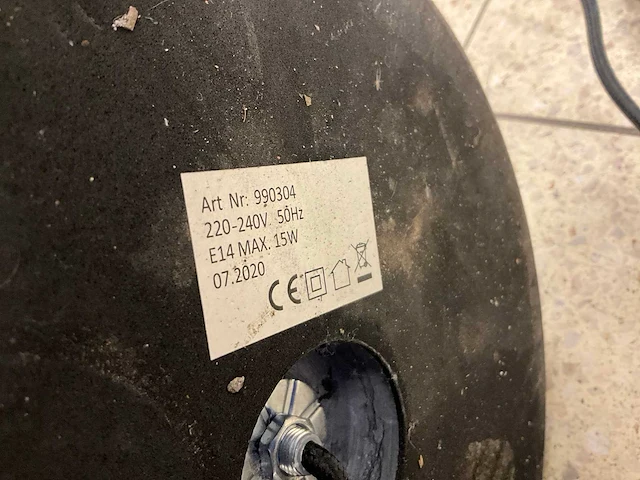 Art Nr: 990304
220-240V. 50Hz
E14 MAX. 15W
07.2020
CE